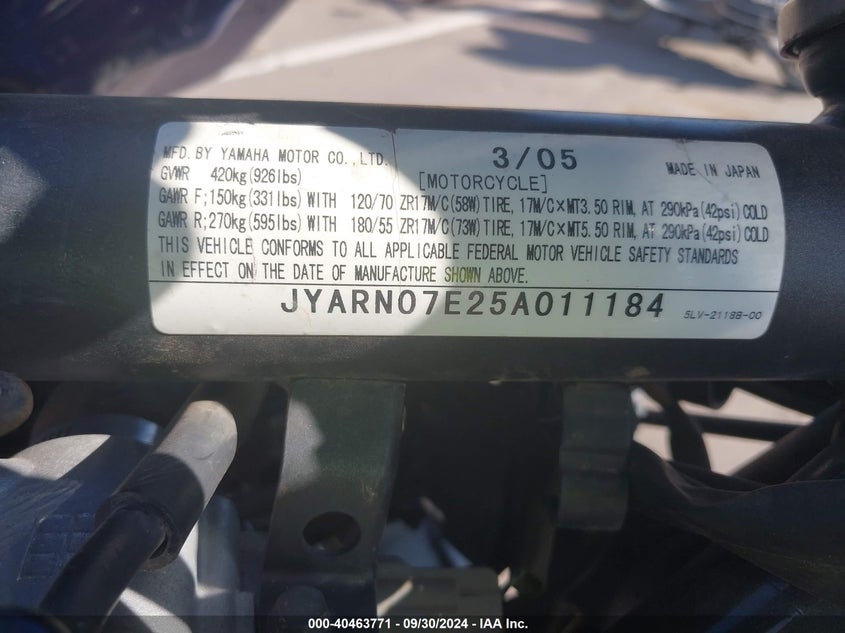 MFD. BY YAMAHA MOTOR CO., LTD. 3/05 MADE IN JAPAN
GVWR 420kg(926lbs) [MOTORCYCLE]
GAWR F;150kg(331lbs)WITH 120/70 ZR17M/C(58W)TIRE, 17M/C×MT3.50 RIM, AT 290kPa(42psi)COLD
GAWR R;270kg(595lbs)WITH 180/55 ZR17M/C(73W)TIRE, 17M/C×MT5.50 RIM, AT 290kPa(42psi)COLD
THIS VEHICLE CONFORMS TO ALL APPLICABLE FEDERAL MOTOR VEHICLE SAFETY STANDARDS
IN EFFECT ON THE DATE OF MANUFACTURE SHOWN ABOVE.
JYARN07E25A011184 5LV-2118B-00
000-40463771 - 09/30/2024 - IAA Inc.